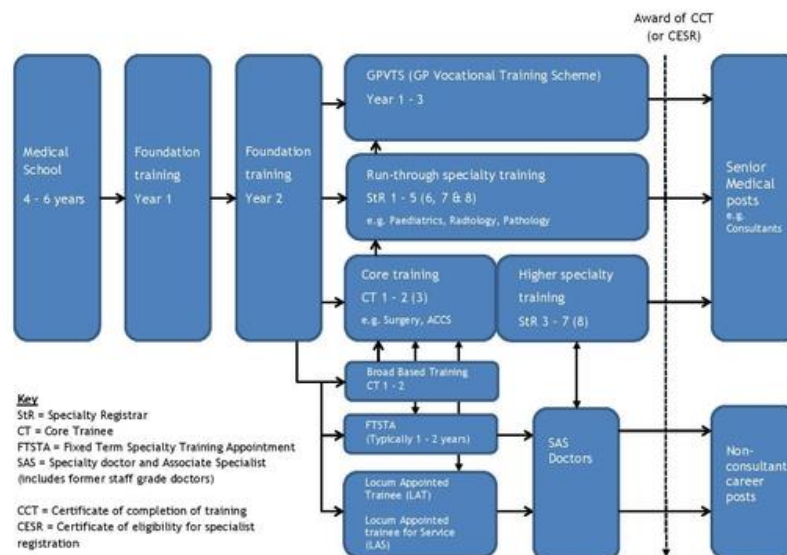 Award of CCT
(or CESR)
Medical
School
4 - 6 years
Foundation
training
Year 1
Foundation
training
Year 2
GPVTS (GP Vocational Training Scheme)
Year 1 - 3
Run-through specialty training
StR 1 - 5 (6, 7 & 8)
e.g. Paediatrics, Radiology, Pathology
Core training
CT 1 - 2 (3)
e.g. Surgery, ACCS
Higher specialty
training
StR 3 - 7 (8)
Senior
Medical
posts
e.g.
Consultants
Broad Based Training
CT 1 - 2
FTSTA
(Typically 1 - 2 years)
Locum Appointed
Trainee (LAT)
Locum Appointed
trainee for Service
(LAS)
SAS
Doctors
Non-
consultant
career
posts
Key
StR = Specialty Registrar
CT = Core Trainee
FTSTA = Fixed Term Specialty Training Appointment
SAS = Specialty doctor and Associate Specialist
(includes former staff grade doctors)
CCT = Certificate of completion of training
CESR = Certificate of eligibility for specialist
registration